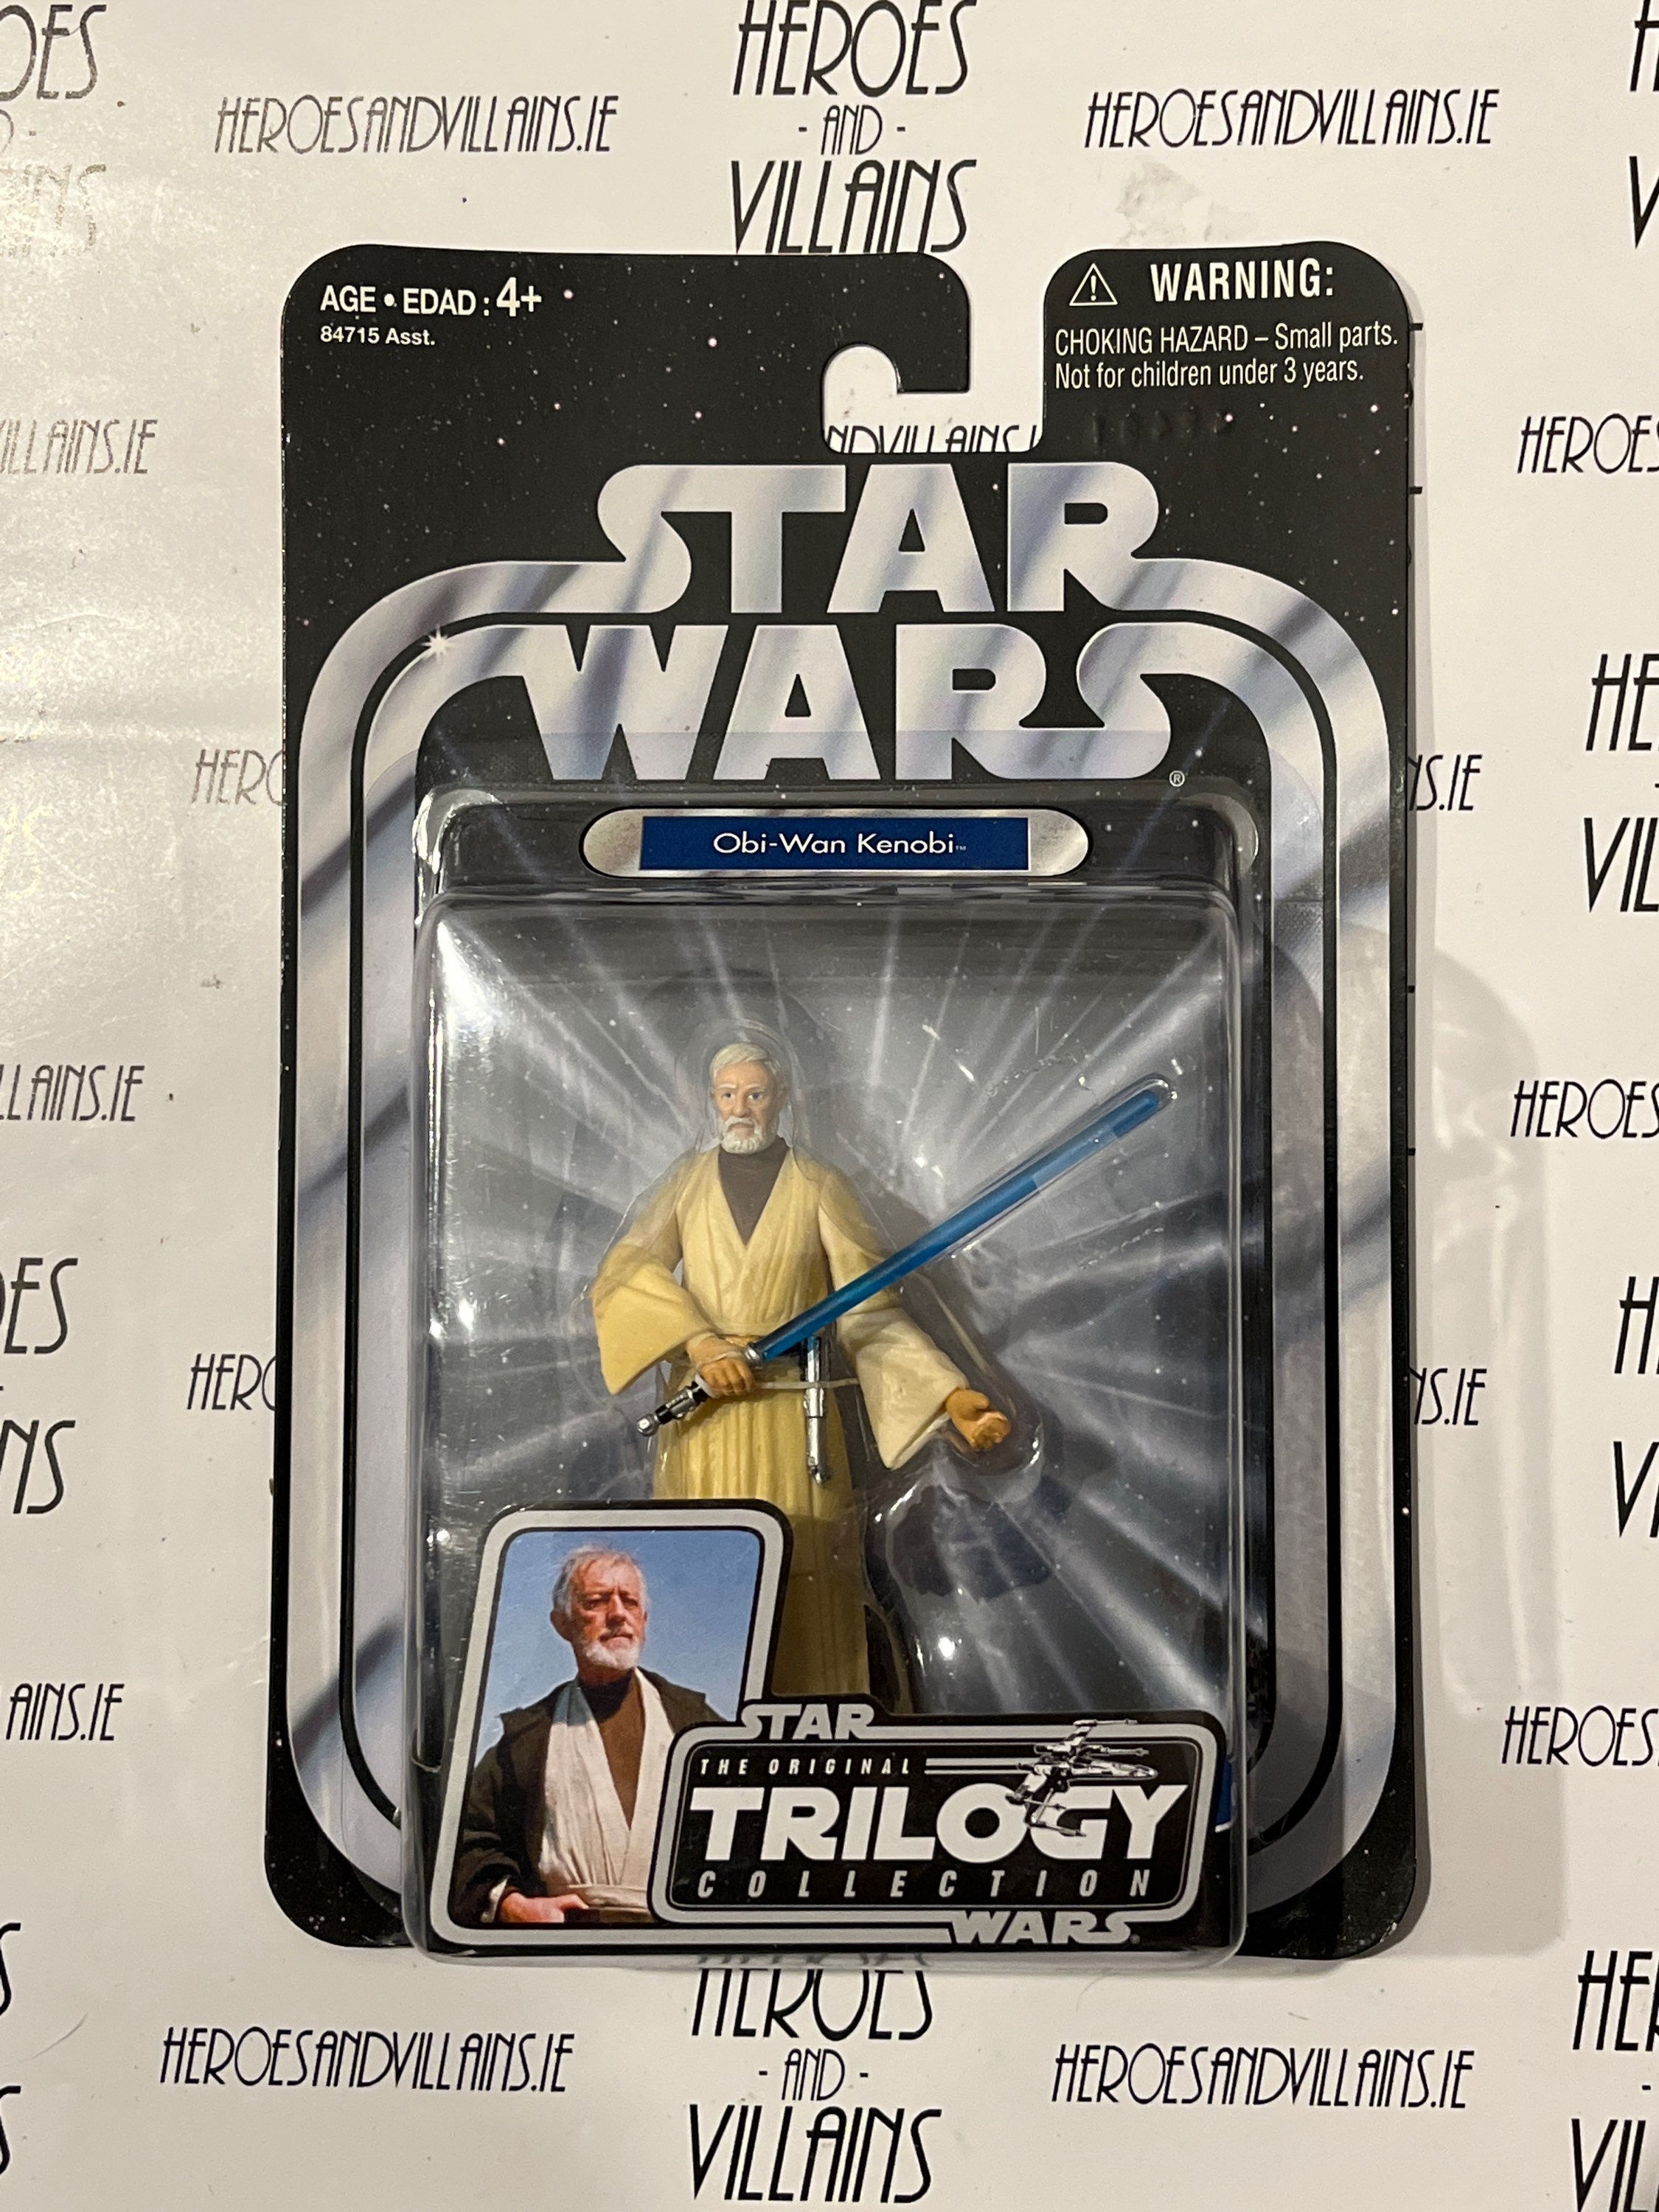 HEROES
- AND -
VILLAINS
HEROESANDVILLAINS.IE
HEROESANDVILLAINS.IE
AGE • EDAD : 4+
84715 Asst.
WARNING:
CHOKING HAZARD – Small parts.
Not for children under 3 years.
STAR
WARS®
Obi-Wan Kenobi™
STAR
THE ORIGINAL
TRILOGY
COLLECTION
WARS®
HEROES
- AND -
VILLAINS
HEROESANDVILLAINS.IE
HEROESANDVILLAINS.IE